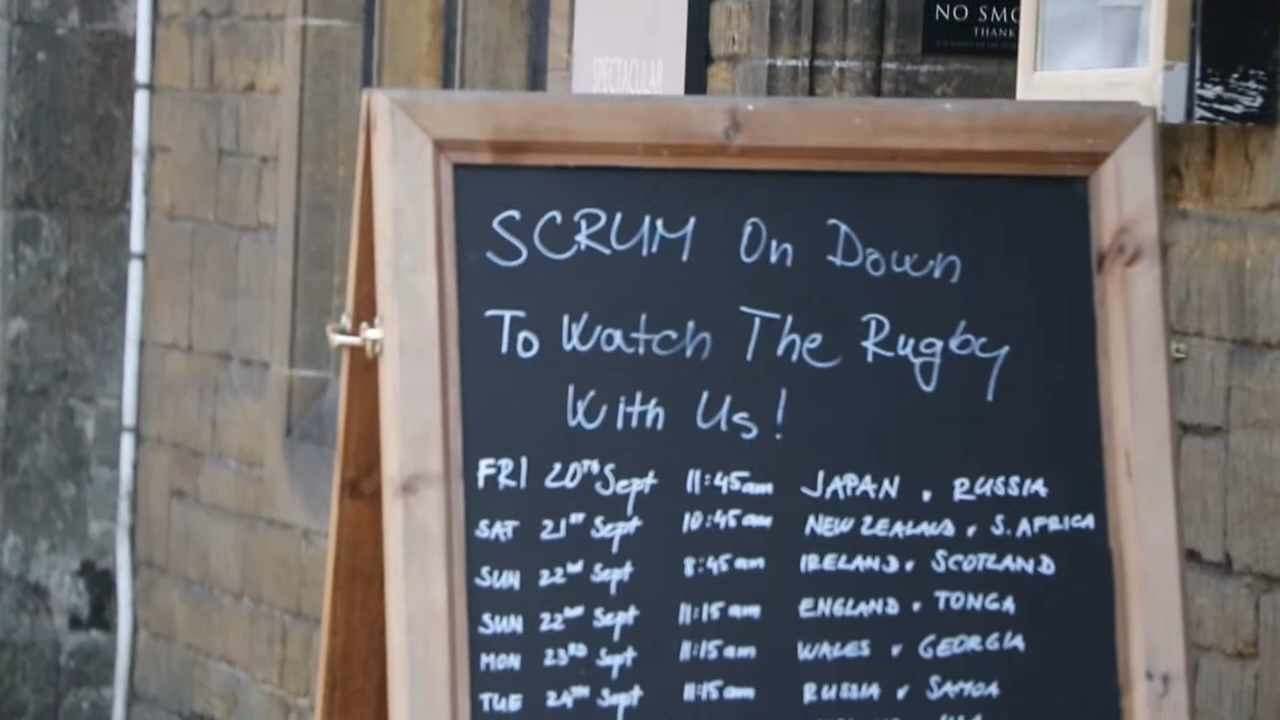 SPECTACULAR
NO SMO
THANK
SCRUM On Down
To Watch The Rugby
With Us!
FRI 20TH Sept 11:45am JAPAN v RUSSIA
SAT 21ST Sept 10:45am NEW ZEALAND v S. AFRICA
SUN 22nd Sept 8:45am IRELAND v SCOTLAND
SUN 22nd Sept 11:15am ENGLAND v TONGA
MON 23RD Sept 11:15am WALES v GEORGIA
TUE 24TH Sept 11:15am RUSSIA v SAMOA